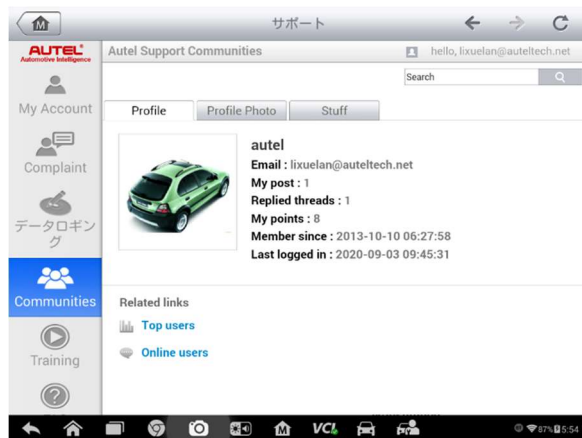 サポート
AUTEL
Automotive Intelligence
Autel Support Communities
hello, lixuelan@auteltech.net
Search
My Account
Profile
Profile Photo
Stuff
autel
Email : lixuelan@auteltech.net
My post : 1
Replied threads : 1
My points : 8
Member since : 2013-10-10 06:27:58
Last logged in : 2020-09-03 09:45:31
Complaint
データロギン
グ
Communities
Related links
Top users
Online users
Training
M
VCI
87%
5:54